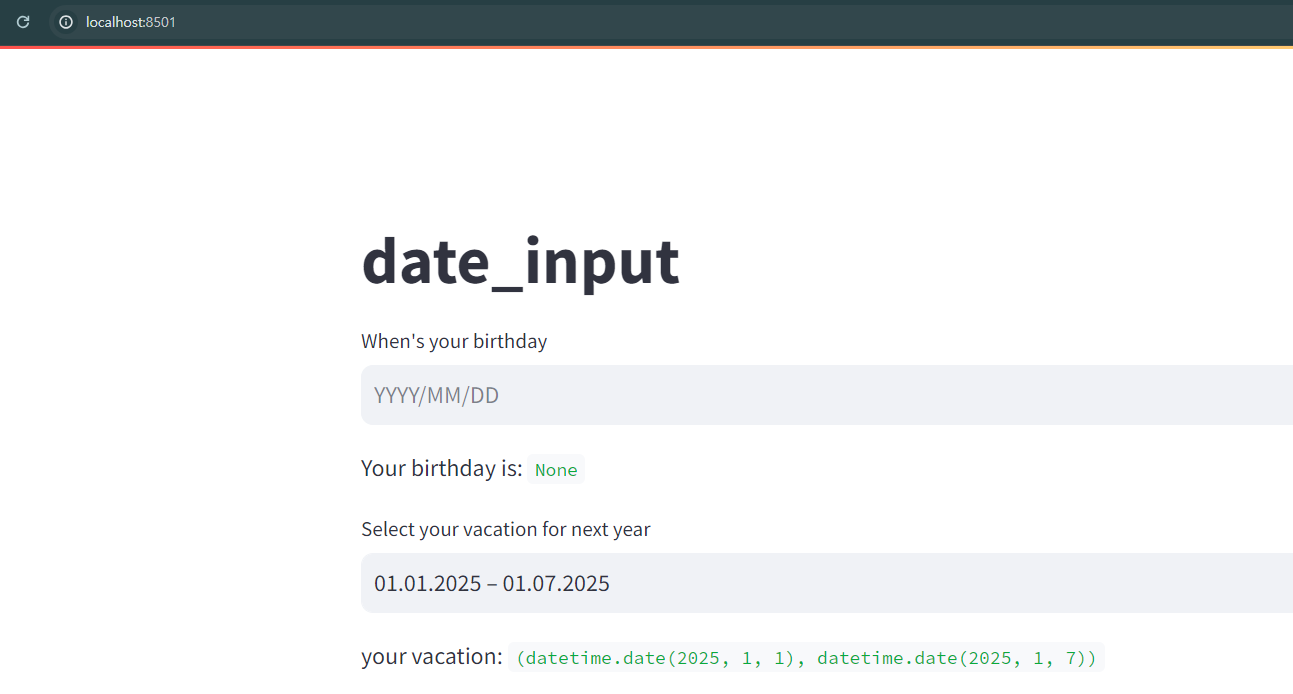 localhost:8501
date_input
When's your birthday
YYYY/MM/DD
Your birthday is: None
Select your vacation for next year
01.01.2025 – 01.07.2025
your vacation: (datetime.date(2025, 1, 1), datetime.date(2025, 1, 7))